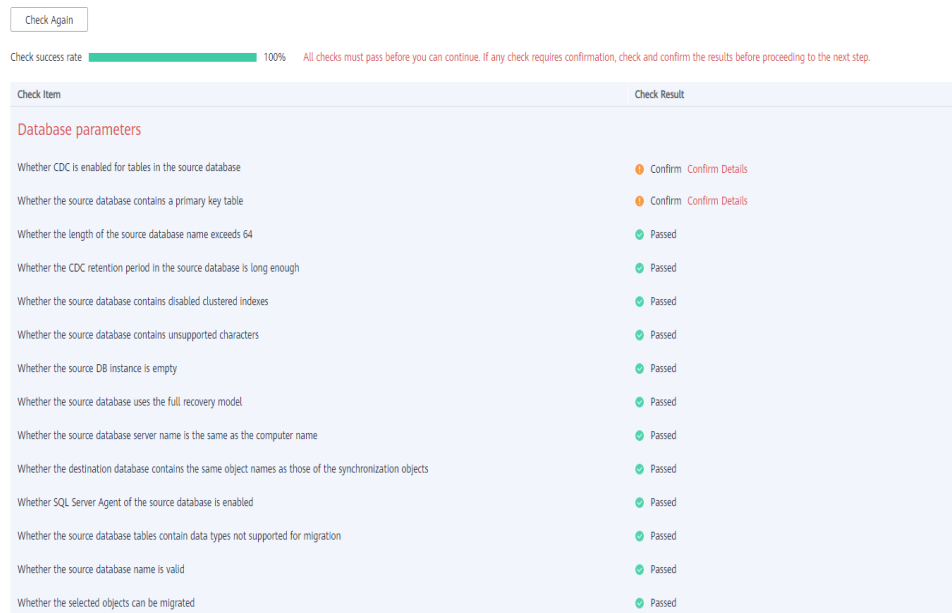 Check Again
Check success rate 100% All checks must pass before you can continue. If any check requires confirmation, check and confirm the results before proceeding to the next step.
Check Item Check Result
Database parameters
Whether CDC is enabled for tables in the source database Confirm Confirm Details
Whether the source database contains a primary key table Confirm Confirm Details
Whether the length of the source database name exceeds 64 Passed
Whether the CDC retention period in the source database is long enough Passed
Whether the source database contains disabled clustered indexes Passed
Whether the source database contains unsupported characters Passed
Whether the source DB instance is empty Passed
Whether the source database uses the full recovery model Passed
Whether the source database server name is the same as the computer name Passed
Whether the destination database contains the same object names as those of the synchronization objects Passed
Whether SQL Server Agent of the source database is enabled Passed
Whether the source database tables contain data types not supported for migration Passed
Whether the source database name is valid Passed
Whether the selected objects can be migrated Passed